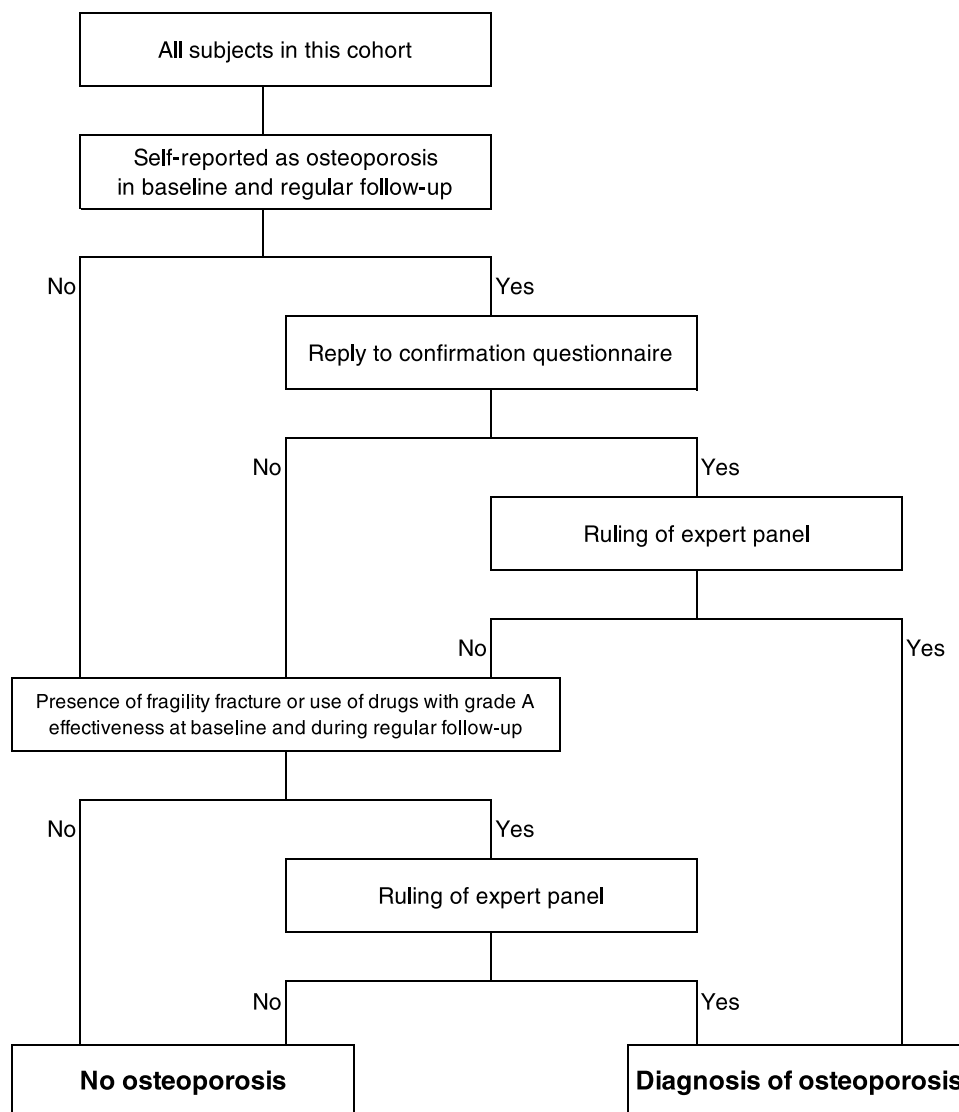 All subjects in this cohort
Self-reported as osteoporosis
in baseline and regular follow-up
No
Yes
Reply to confirmation questionnaire
No
Yes
Ruling of expert panel
No
Yes
Presence of fragility fracture or use of drugs with grade A
effectiveness at baseline and during regular follow-up
No
Yes
Ruling of expert panel
No
Yes
No osteoporosis
Diagnosis of osteoporosis